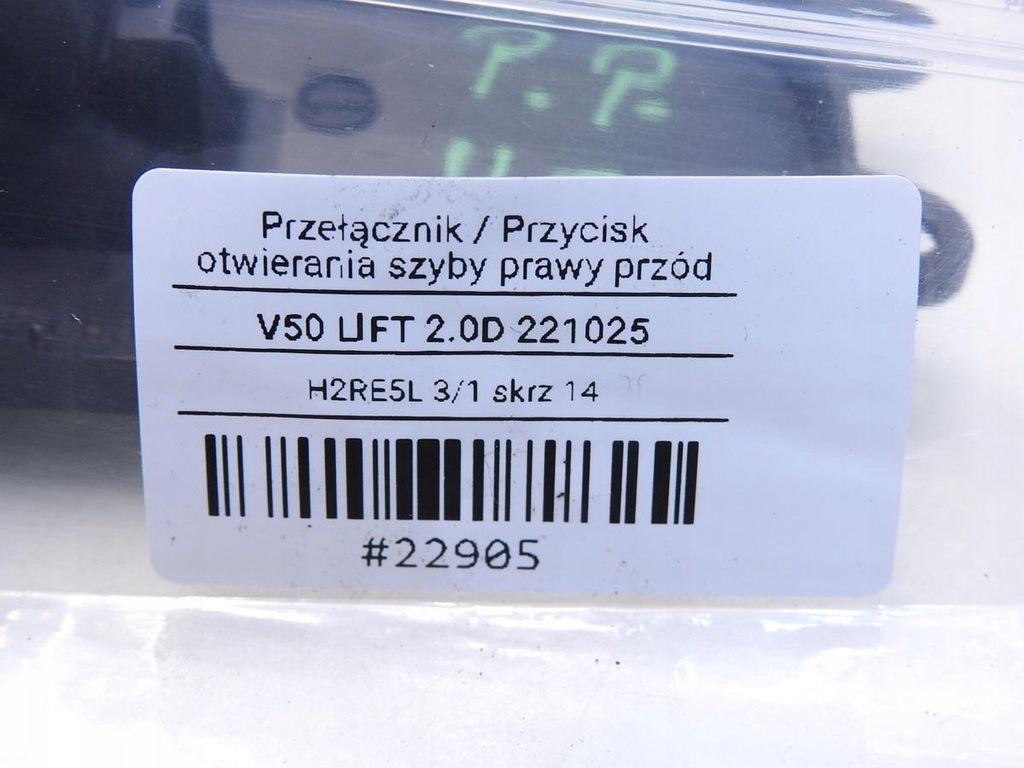 P.P.
Przełącznik / Przycisk
otwierania szyby prawy przód
V50 LIFT 2.0D 221025
H2RE5L 3/1 skrz 14
#22905